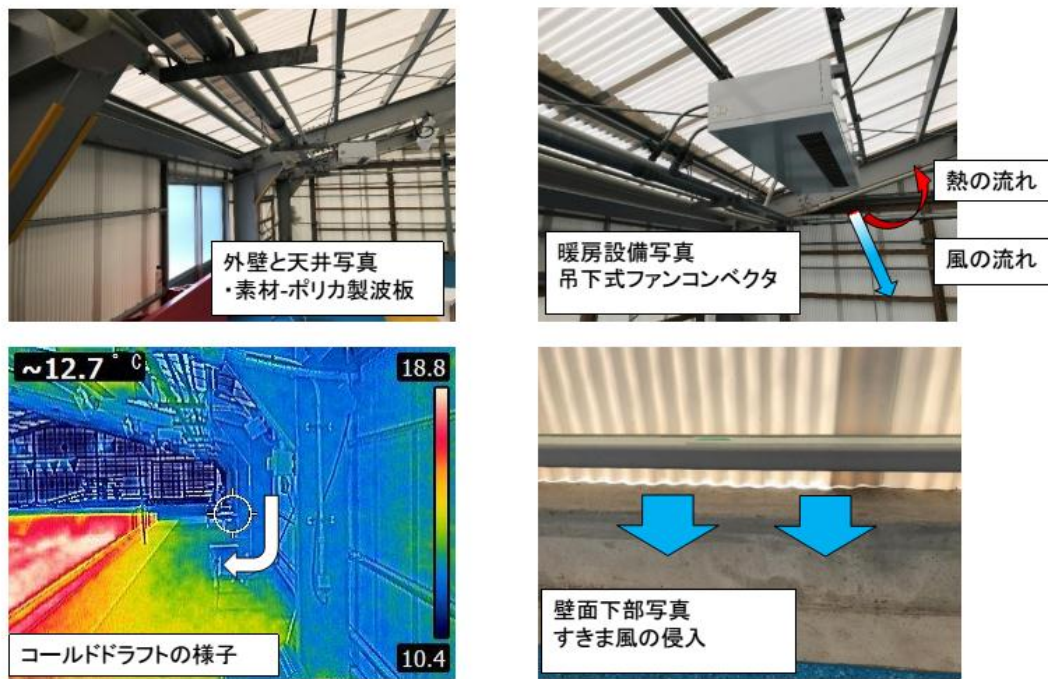 外壁と天井写真
・素材-ポリカ製波板
暖房設備写真
吊下式ファンコンベクタ
熱の流れ
風の流れ
~12.7°C
18.8
10.4
コールドドラフトの様子
壁面下部写真
すきま風の侵入